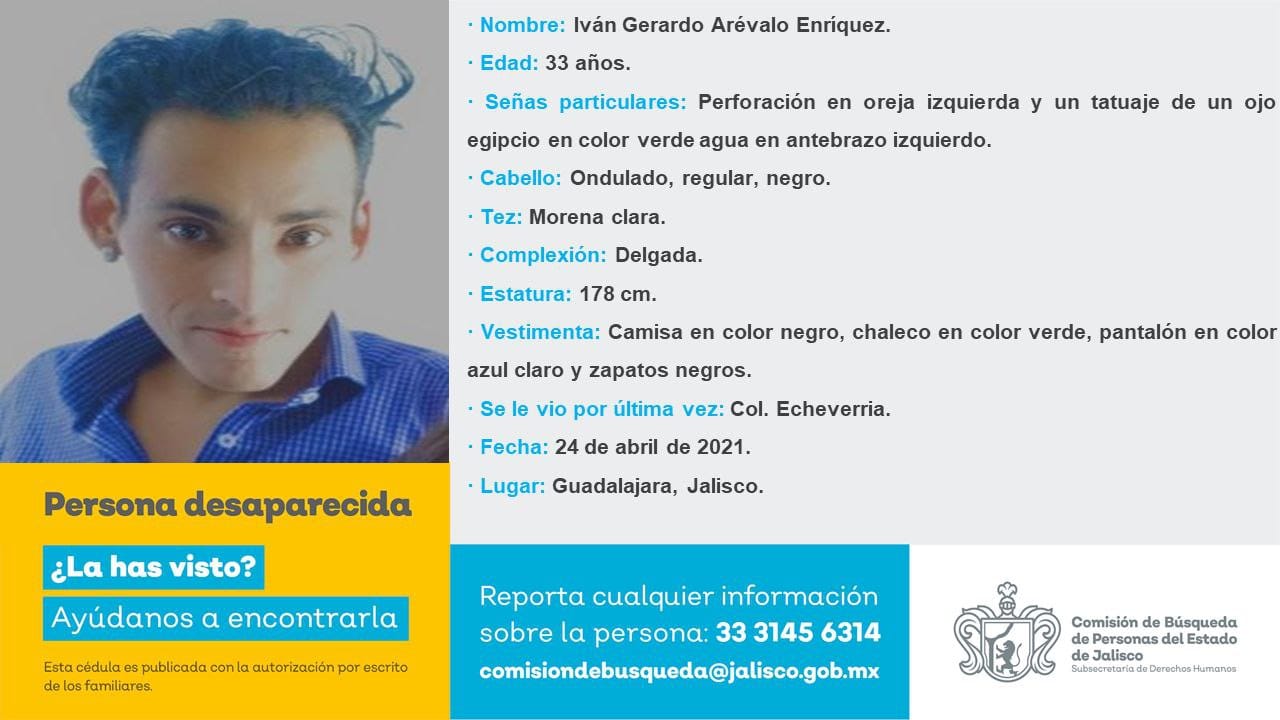 · Nombre: Iván Gerardo Arévalo Enríquez.
· Edad: 33 años.
· Señas particulares: Perforación en oreja izquierda y un tatuaje de un ojo
egipcio en color verde agua en antebrazo izquierdo.
· Cabello: Ondulado, regular, negro.
· Tez: Morena clara.
· Complexión: Delgada.
· Estatura: 178 cm.
· Vestimenta: Camisa en color negro, chaleco en color verde, pantalón en color
azul claro y zapatos negros.
· Se le vio por última vez: Col. Echeverria.
· Fecha: 24 de abril de 2021.
· Lugar: Guadalajara, Jalisco.
Persona desaparecida
¿La has visto?
Ayúdanos a encontrarla
Esta cédula es publicada con la autorización por escrito
de los familiares.
Reporta cualquier información
sobre la persona: 33 3145 6314
comisiondebusqueda@jalisco.gob.mx
Comisión de Búsqueda
de Personas del Estado
de Jalisco
Subsecretaría de Derechos Humanos